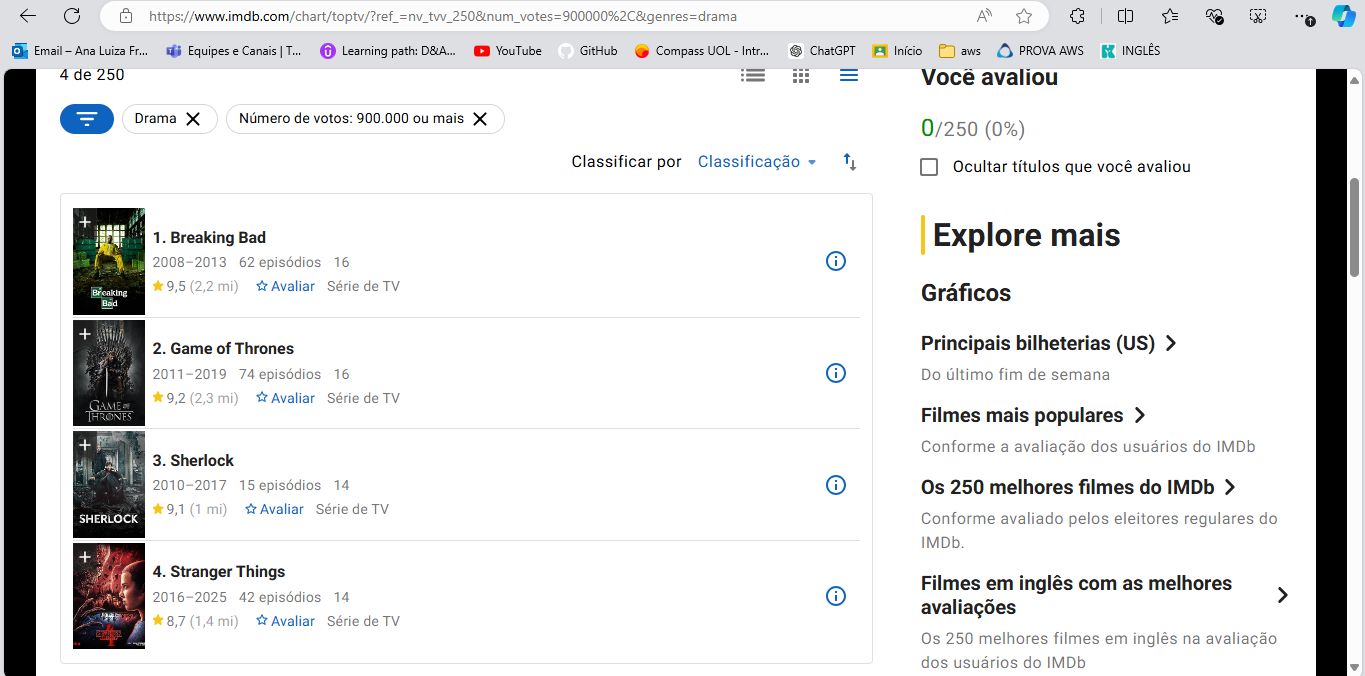 https://www.imdb.com/chart/toptv/?ref_=nv_tvv_250&num_votes=900000%2C&genres=drama
Email – Ana Luiza Fr... Equipes e Canais | T... Learning path: D&A... YouTube GitHub Compass UOL - Intr... ChatGPT Início aws PROVA AWS INGLÊS
4 de 250
Drama
Número de votos: 900.000 ou mais
Classificar por Classificação
1. Breaking Bad
2008–2013 62 episódios 16
9,5 (2,2 mi) Avaliar Série de TV
Breaking
Bad
2. Game of Thrones
2011–2019 74 episódios 16
9,2 (2,3 mi) Avaliar Série de TV
GAME OF
THRONES
3. Sherlock
2010–2017 15 episódios 14
9,1 (1 mi) Avaliar Série de TV
SHERLOCK
4. Stranger Things
2016–2025 42 episódios 14
8,7 (1,4 mi) Avaliar Série de TV
Você avaliou
0/250 (0%)
Ocultar títulos que você avaliou
Explore mais
Gráficos
Principais bilheterias (US)
Do último fim de semana
Filmes mais populares
Conforme a avaliação dos usuários do IMDb
Os 250 melhores filmes do IMDb
Conforme avaliado pelos eleitores regulares do
IMDb.
Filmes em inglês com as melhores
avaliações
Os 250 melhores filmes em inglês na avaliação
dos usuários do IMDb